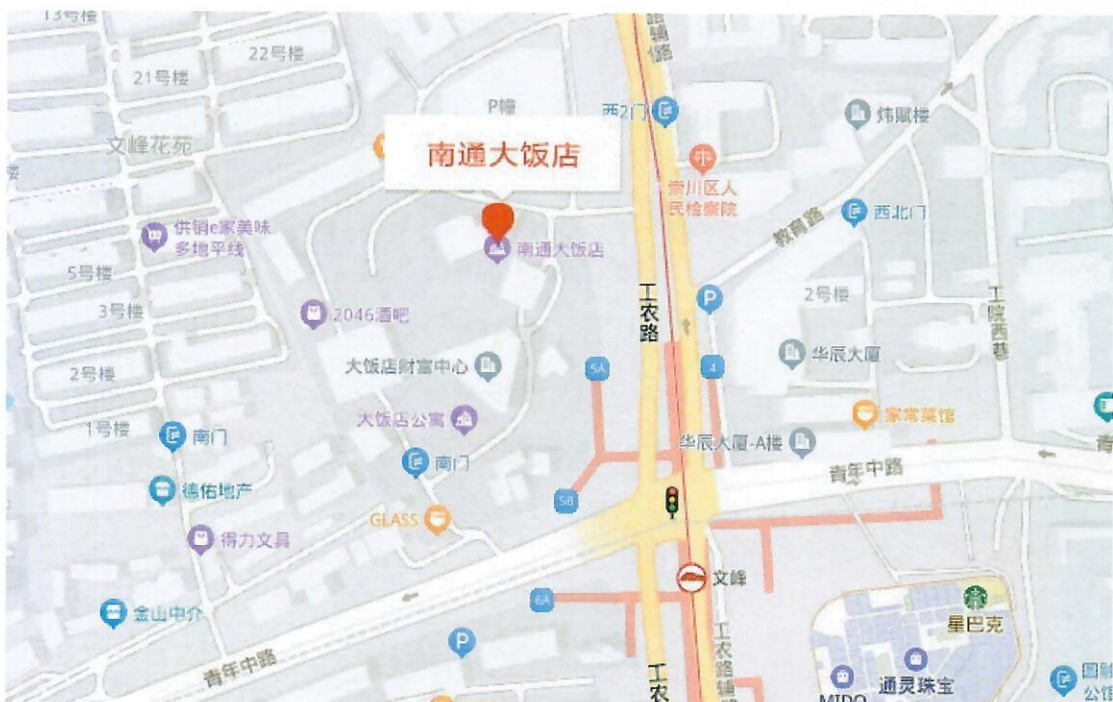 13号楼
22号楼
21号楼
文峰花苑
P幢
西2门
炜赋楼
南通大饭店
崇川区人
民检察院
西北门
教育路
供销e家美味
多地平线
南通大饭店
5号楼
3号楼
2046酒吧
工农路
P
2号楼
工院西巷
2号楼
大饭店财富中心
5A
4
华辰大厦
大饭店公寓
家常菜馆
1号楼
南门
南门
华辰大厦-A楼
青年中路
德佑地产
5B
GLASS
得力文具
文峰
6A
金山中介
星巴克
P
青年中路
工农路辅
工农
通灵珠宝
MIDO
圆融
公馆